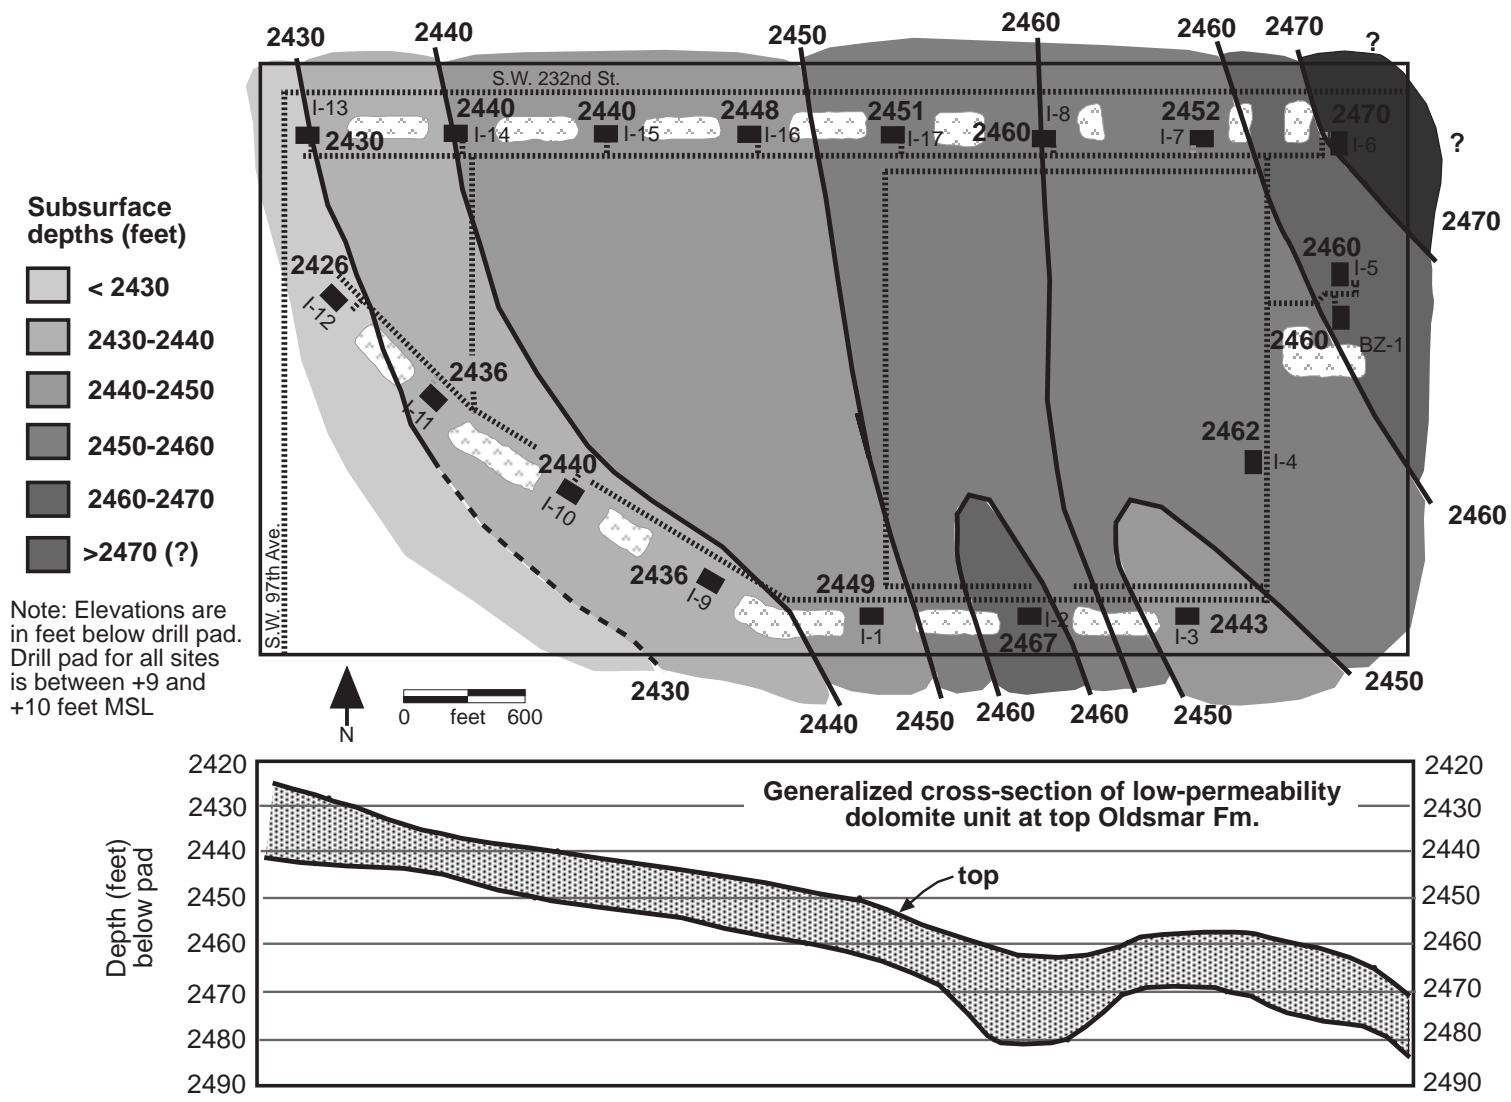 2430
2440
2450
2460
2460
2470
?
S.W. 232nd St.
I-13
2430
2440
I-14
2440
I-15
2448
I-16
2451
I-17
2460
I-8
2452
I-7
2470
I-6
?
2470
Subsurface
depths (feet)
< 2430
2430-2440
2440-2450
2450-2460
2460-2470
>2470 (?)
Note: Elevations are
in feet below drill pad.
Drill pad for all sites
is between +9 and
+10 feet MSL
2426
I-12
2460
I-5
2460
BZ-1
2436
I-11
2462
I-4
2440
I-10
2460
S.W. 97th Ave.
2436
I-9
2449
I-1
I-2
2467
I-3
2443
2430
2440
2450
2460
2460
2450
2450
N
0 feet 600
2420
2430
2440
2450
2460
2470
2480
2490
Depth (feet)
below pad
Generalized cross-section of low-permeability
dolomite unit at top Oldsmar Fm.
top
2420
2430
2440
2450
2460
2470
2480
2490